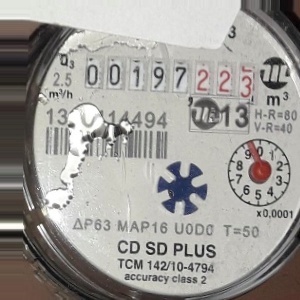 Q3
2.5
m³/h
00197223
m³
H-R=80
V-R=40
13
14494
x0.0001
ΔP63 MAP16 U0D0 T=50
CD SD PLUS
TCM 142/10-4794
accuracy class 2